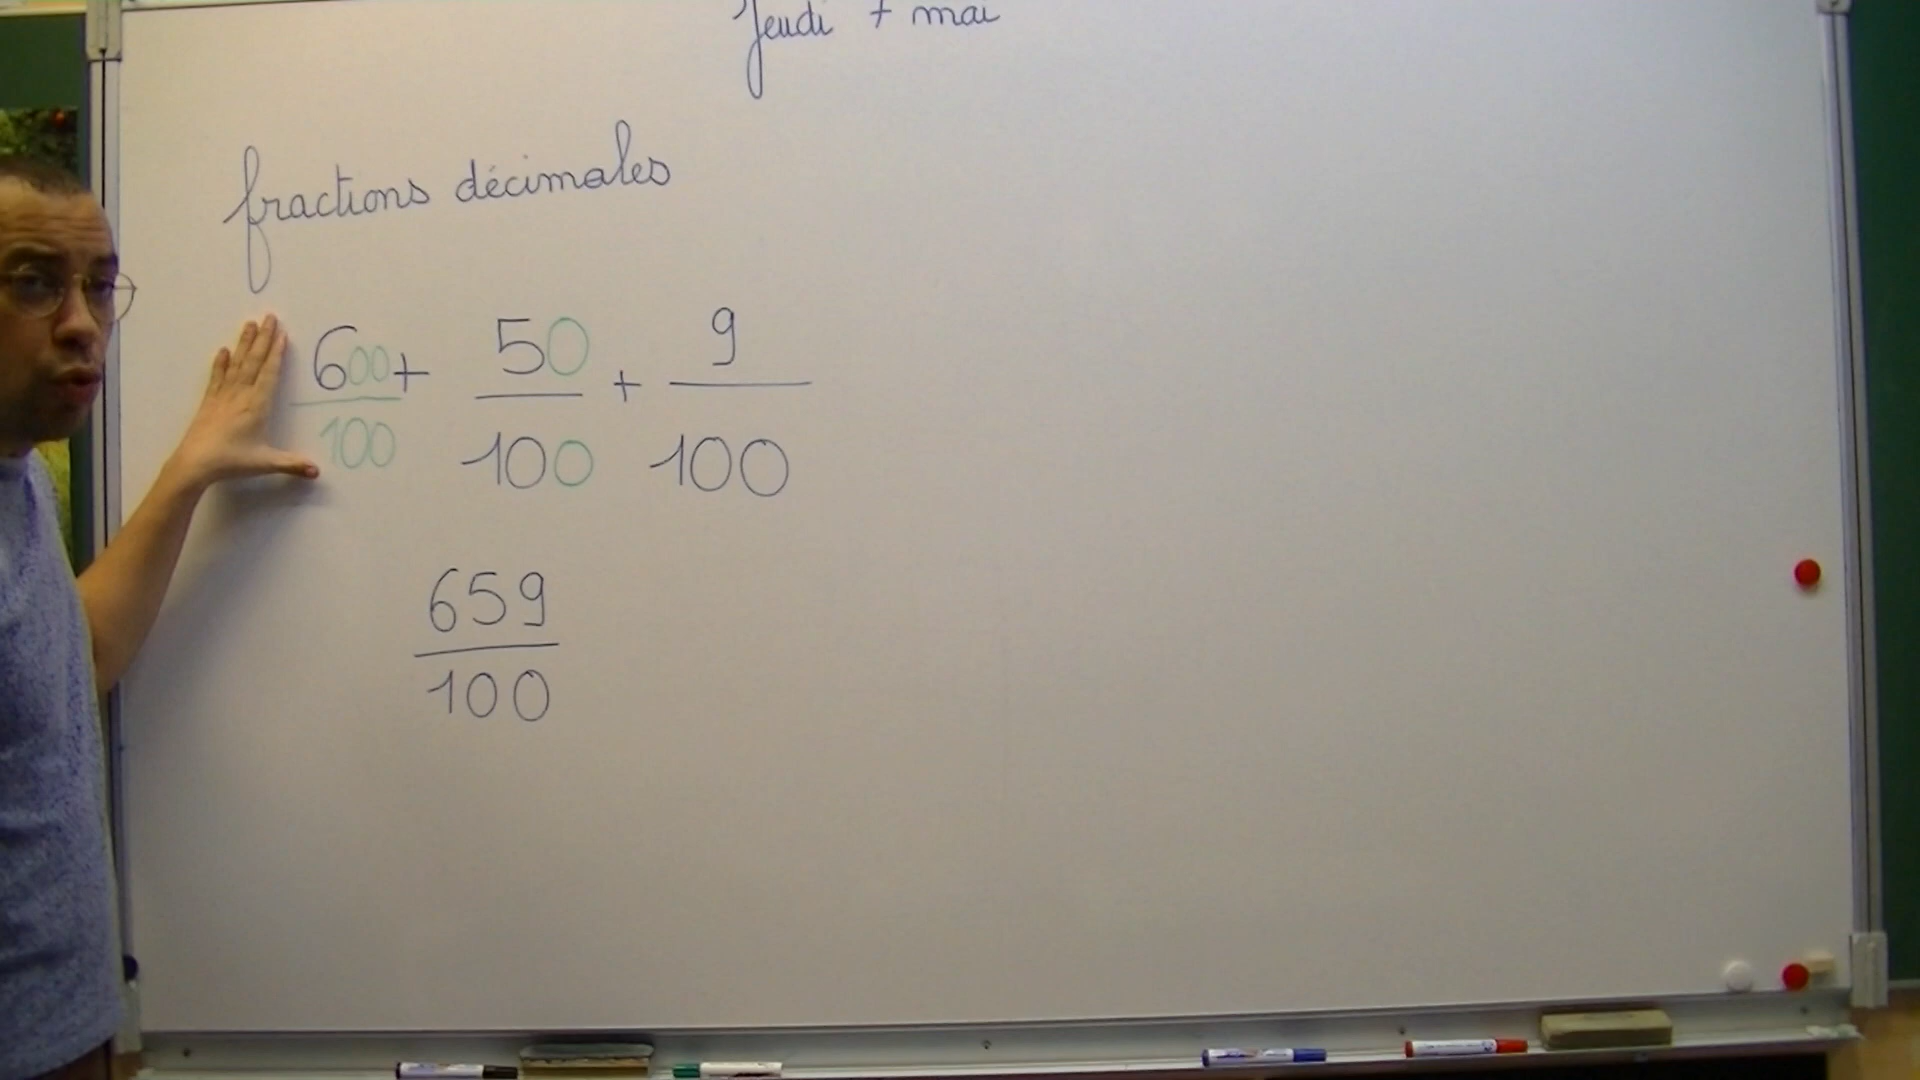 Jeudi 7 mai
fractions décimales
600/100 + 50/100 + 9/100
659/100